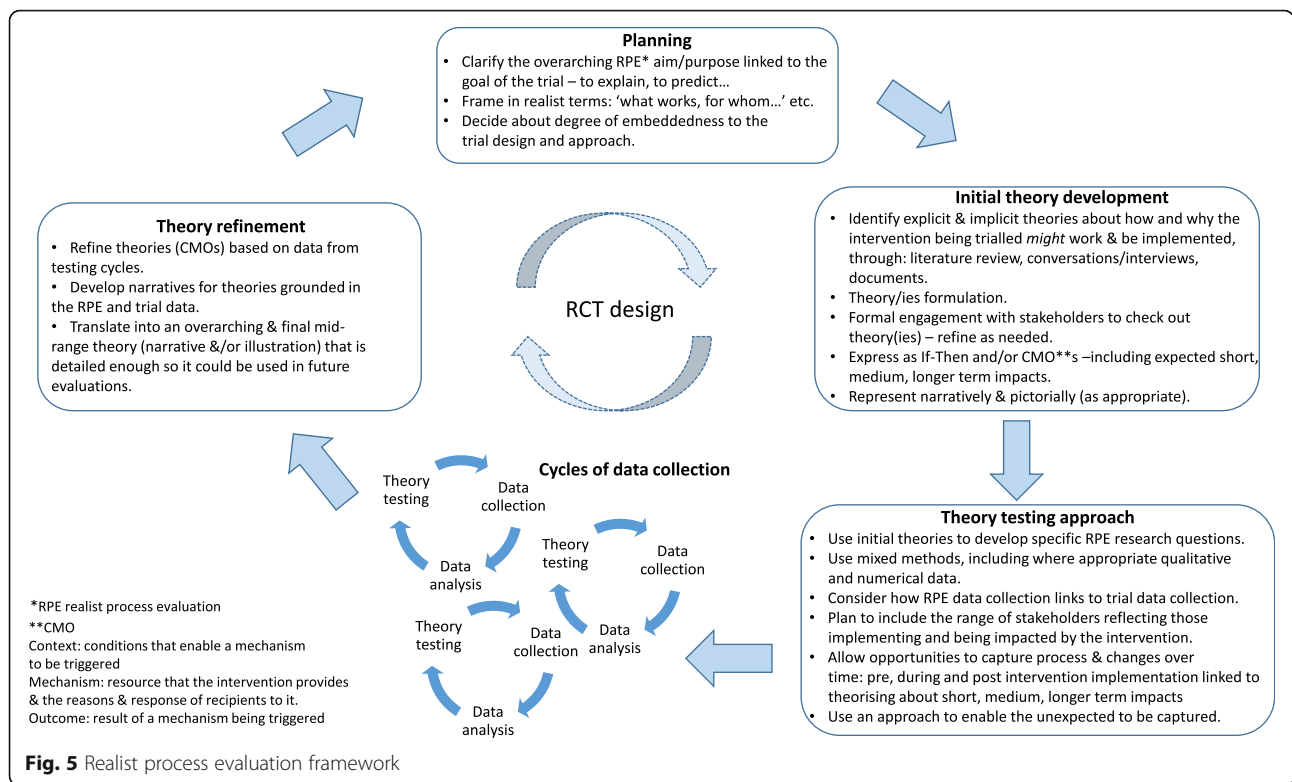 Planning
• Clarify the overarching RPE* aim/purpose linked to the
goal of the trial – to explain, to predict…
• Frame in realist terms: ‘what works, for whom…’ etc.
• Decide about degree of embeddedness to the
trial design and approach.
Initial theory development
• Identify explicit & implicit theories about how and why the
intervention being trialled might work & be implemented,
through: literature review, conversations/interviews,
documents.
• Theory/ies formulation.
• Formal engagement with stakeholders to check out
theory(ies) – refine as needed.
• Express as If-Then and/or CMO**s –including expected short,
medium, longer term impacts.
• Represent narratively & pictorially (as appropriate).
Theory refinement
• Refine theories (CMOs) based on data from
testing cycles.
• Develop narratives for theories grounded in
the RPE and trial data.
• Translate into an overarching & final mid-
range theory (narrative &/or illustration) that is
detailed enough so it could be used in future
evaluations.
RCT design
Cycles of data collection
Theory
testing
Data
collection
Data
analysis
Theory
testing
Data
collection
Data
analysis
Theory
testing
Data
collection
Data
analysis
Theory testing approach
• Use initial theories to develop specific RPE research questions.
• Use mixed methods, including where appropriate qualitative
and numerical data.
• Consider how RPE data collection links to trial data collection.
• Plan to include the range of stakeholders reflecting those
implementing and being impacted by the intervention.
• Allow opportunities to capture process & changes over
time: pre, during and post intervention implementation linked to
theorising about short, medium, longer term impacts
• Use an approach to enable the unexpected to be captured.
*RPE realist process evaluation
**CMO
Context: conditions that enable a mechanism
to be triggered
Mechanism: resource that the intervention provides
& the reasons & response of recipients to it.
Outcome: result of a mechanism being triggered
Fig. 5 Realist process evaluation framework